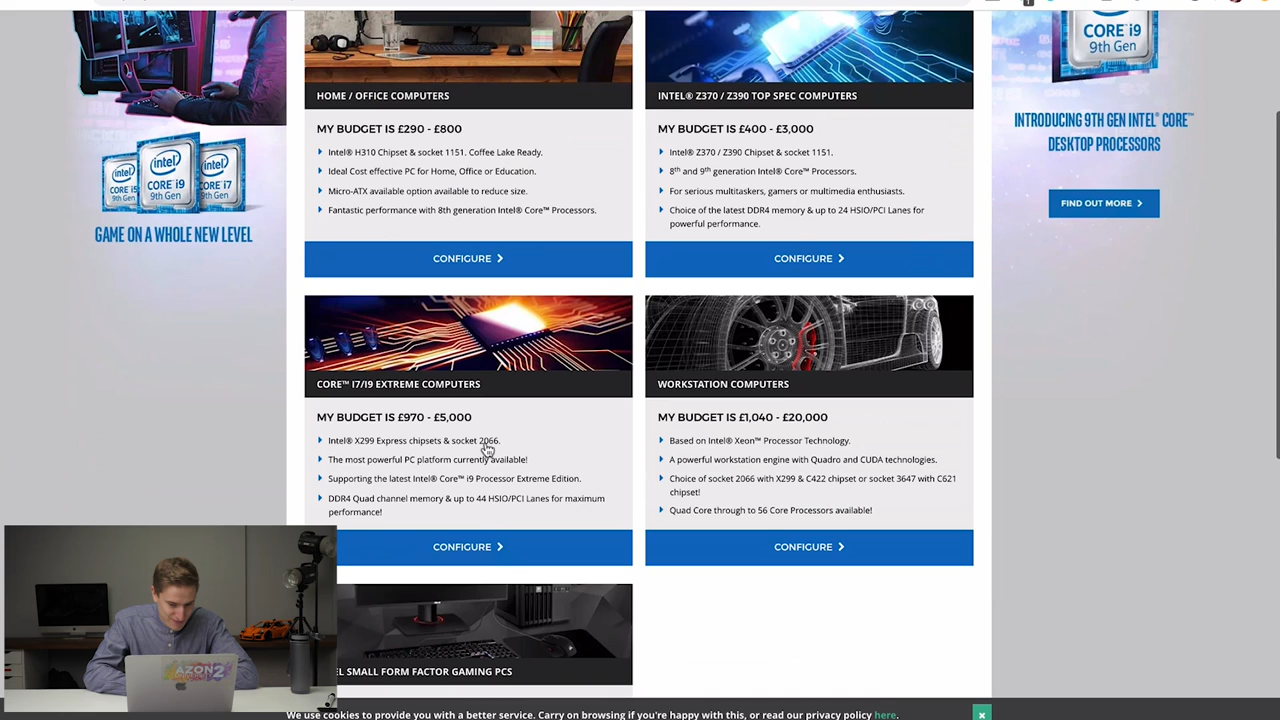 CORE i9
9th Gen
HOME / OFFICE COMPUTERS
MY BUDGET IS £290 - £800
Intel® H310 Chipset & socket 1151. Coffee Lake Ready.
Ideal Cost effective PC for Home, Office or Education.
Micro-ATX available option available to reduce size.
Fantastic performance with 8th generation Intel® Core™ Processors.
CONFIGURE
INTEL® Z370 / Z390 TOP SPEC COMPUTERS
MY BUDGET IS £400 - £3,000
Intel® Z370 / Z390 Chipset & socket 1151.
8th and 9th generation Intel® Core™ Processors.
For serious multitaskers, gamers or multimedia enthusiasts.
Choice of the latest DDR4 memory & up to 24 HSIO/PCI Lanes for
powerful performance.
CONFIGURE
INTRODUCING 9TH GEN INTEL® CORE™
DESKTOP PROCESSORS
FIND OUT MORE
intel
CORE i5
9th Gen
intel
CORE i9
9th Gen
intel
CORE i7
9th Gen
GAME ON A WHOLE NEW LEVEL
CORE™ I7/I9 EXTREME COMPUTERS
MY BUDGET IS £970 - £5,000
Intel® X299 Express chipsets & socket 2066.
The most powerful PC platform currently available!
Supporting the latest Intel® Core™ i9 Processor Extreme Edition.
DDR4 Quad channel memory & up to 44 HSIO/PCI Lanes for maximum
performance!
CONFIGURE
WORKSTATION COMPUTERS
MY BUDGET IS £1,040 - £20,000
Based on Intel® Xeon™ Processor Technology.
A powerful workstation engine with Quadro and CUDA technologies.
Choice of socket 2066 with X299 & C422 chipset or socket 3647 with C621
chipset!
Quad Core through to 56 Core Processors available!
CONFIGURE
SMALL FORM FACTOR GAMING PCS
AZON2
We use cookies to provide you with a better service. Carry on browsing if you're happy with this, or read our privacy policy here.